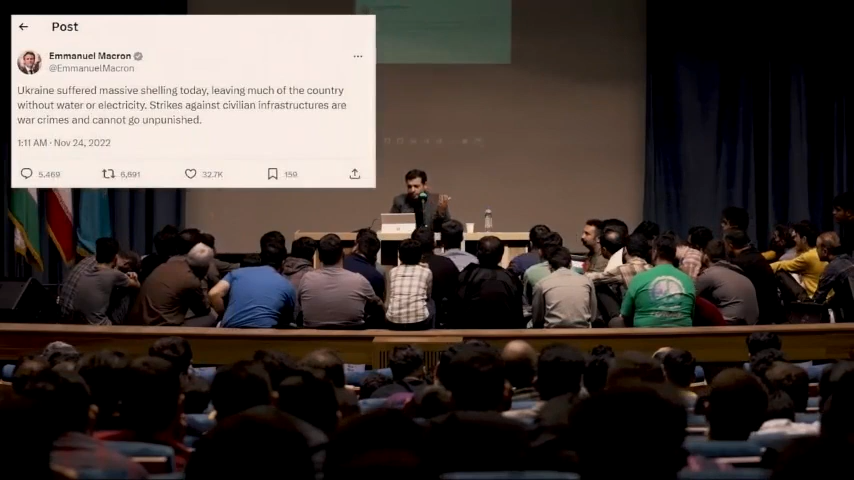 Post
Emmanuel Macron
@EmmanuelMacron
Ukraine suffered massive shelling today, leaving much of the country
without water or electricity. Strikes against civilian infrastructures are
war crimes and cannot go unpunished.
1:11 AM · Nov 24, 2022
5,469 6,691 32.7K 159